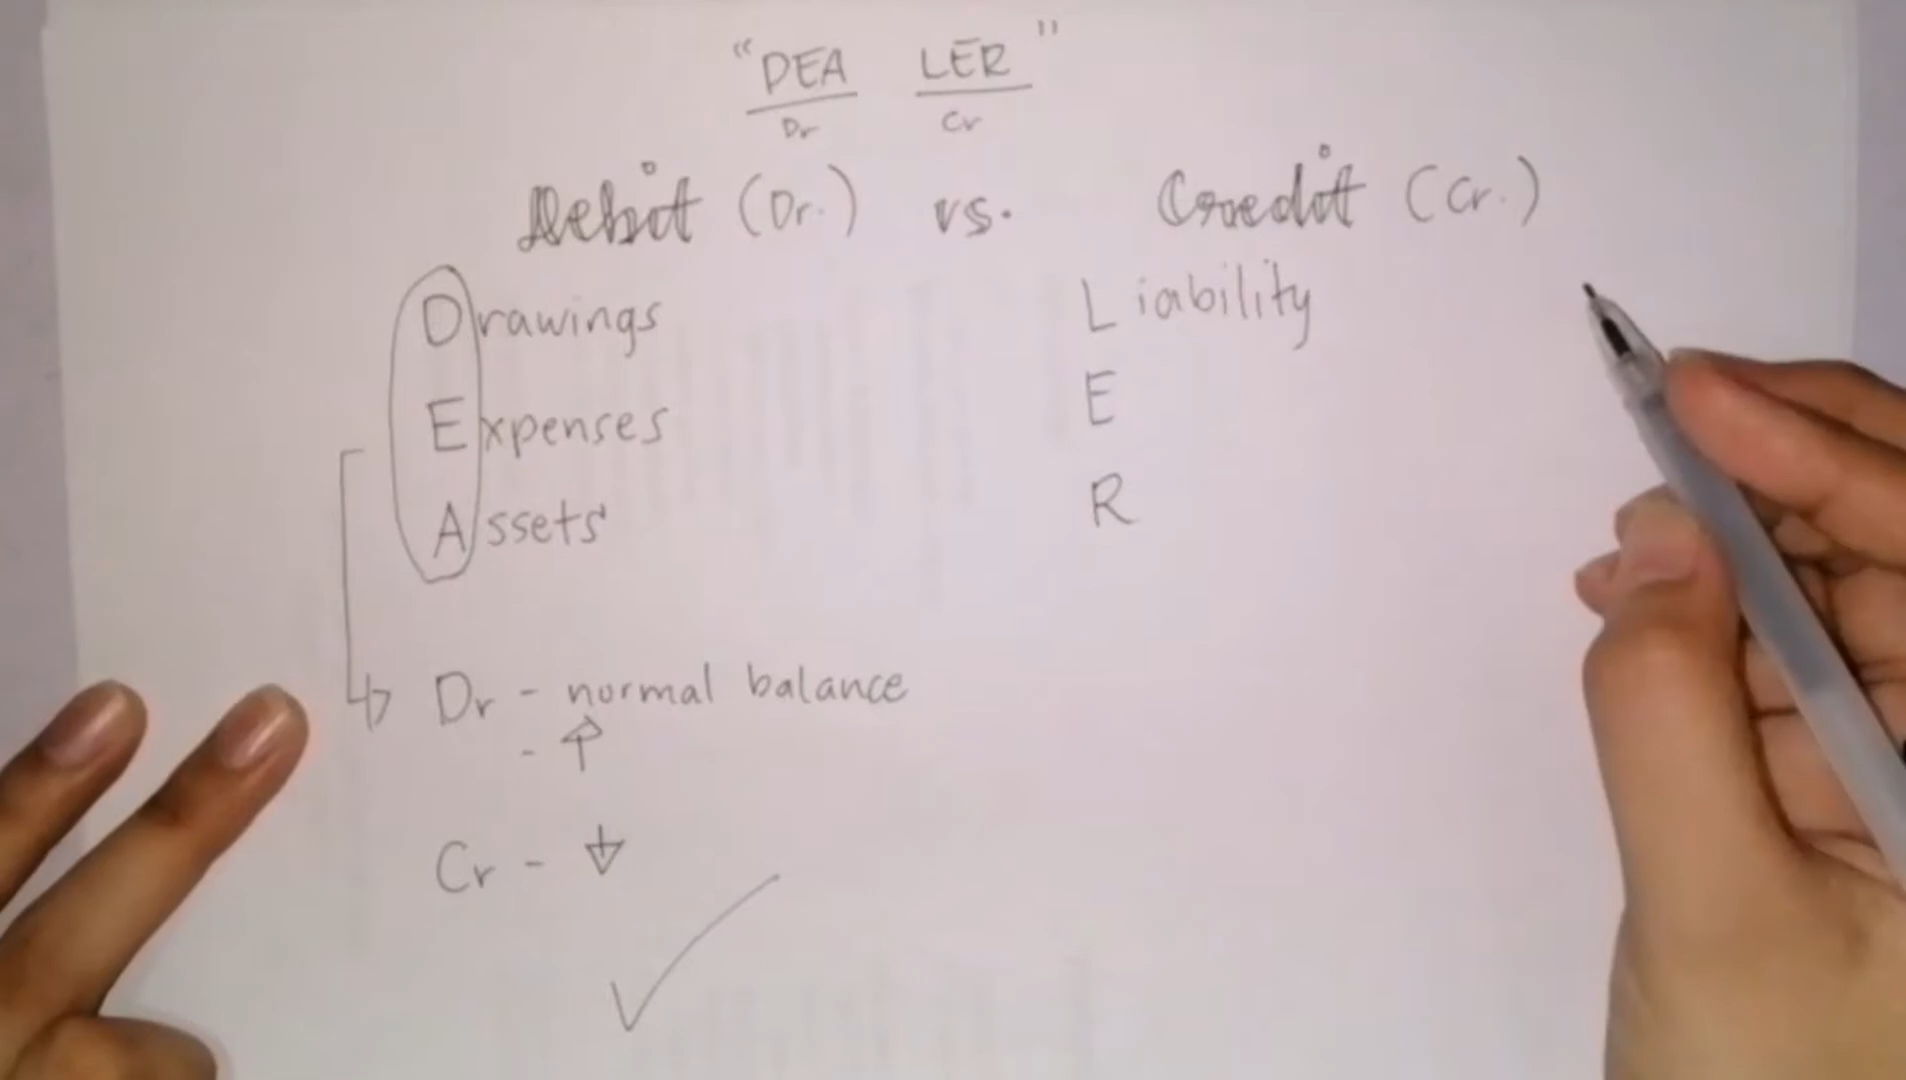 "DEA LER"
Dr Cr
Debit (Dr.) vs. Credit (Cr.)
Drawings
Liability
Expenses
E
Assets
R
↳ Dr - normal balance
- ↑
Cr - ↓
✓